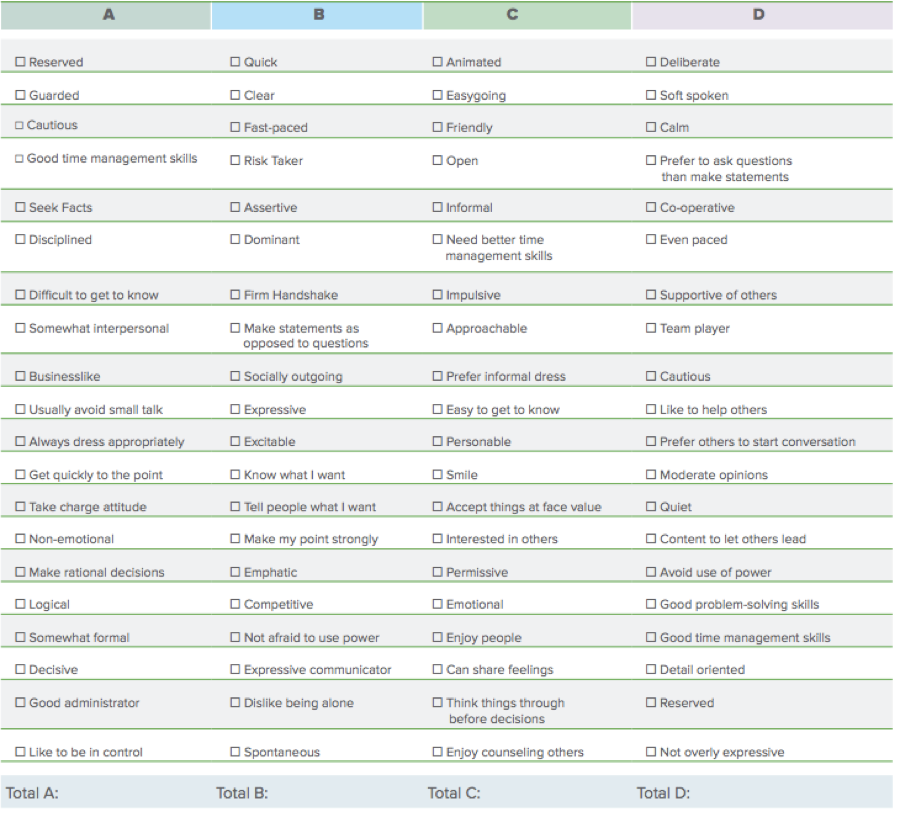 A B C D
☐ Reserved ☐ Quick ☐ Animated ☐ Deliberate
☐ Guarded ☐ Clear ☐ Easygoing ☐ Soft spoken
☐ Cautious ☐ Fast-paced ☐ Friendly ☐ Calm
☐ Good time management skills ☐ Risk Taker ☐ Open ☐ Prefer to ask questions
than make statements
☐ Seek Facts ☐ Assertive ☐ Informal ☐ Co-operative
☐ Disciplined ☐ Dominant ☐ Need better time ☐ Even paced
management skills
☐ Difficult to get to know ☐ Firm Handshake ☐ Impulsive ☐ Supportive of others
☐ Somewhat interpersonal ☐ Make statements as ☐ Approachable ☐ Team player
opposed to questions
☐ Businesslike ☐ Socially outgoing ☐ Prefer informal dress ☐ Cautious
☐ Usually avoid small talk ☐ Expressive ☐ Easy to get to know ☐ Like to help others
☐ Always dress appropriately ☐ Excitable ☐ Personable ☐ Prefer others to start conversation
☐ Get quickly to the point ☐ Know what I want ☐ Smile ☐ Moderate opinions
☐ Take charge attitude ☐ Tell people what I want ☐ Accept things at face value ☐ Quiet
☐ Non-emotional ☐ Make my point strongly ☐ Interested in others ☐ Content to let others lead
☐ Make rational decisions ☐ Emphatic ☐ Permissive ☐ Avoid use of power
☐ Logical ☐ Competitive ☐ Emotional ☐ Good problem-solving skills
☐ Somewhat formal ☐ Not afraid to use power ☐ Enjoy people ☐ Good time management skills
☐ Decisive ☐ Expressive communicator ☐ Can share feelings ☐ Detail oriented
☐ Good administrator ☐ Dislike being alone ☐ Think things through ☐ Reserved
before decisions
☐ Like to be in control ☐ Spontaneous ☐ Enjoy counseling others ☐ Not overly expressive
Total A: Total B: Total C: Total D: